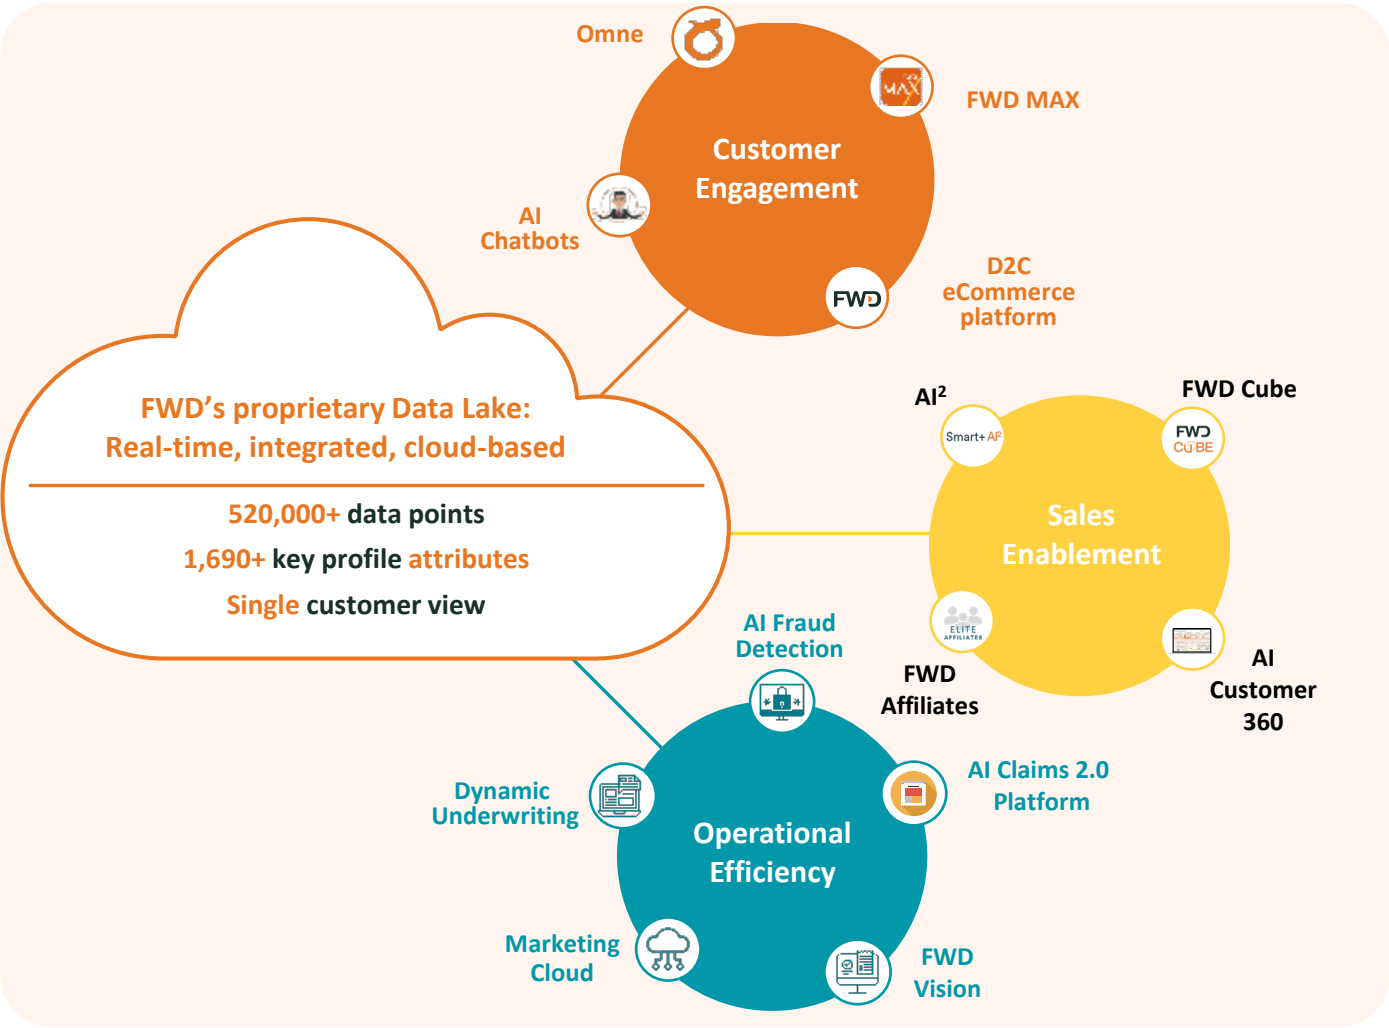 Omne
MAX
FWD MAX
Customer
Engagement
AI
Chatbots
FWD
D2C
eCommerce
platform
FWD’s proprietary Data Lake:
Real-time, integrated, cloud-based
520,000+ data points
1,690+ key profile attributes
Single customer view
AI²
Smart+ AI²
FWD Cube
FWD
CUBE
Sales
Enablement
ELITE
AFFILIATES
FWD
Affiliates
AI
Customer
360
AI Fraud
Detection
Dynamic
Underwriting
AI Claims 2.0
Platform
Operational
Efficiency
Marketing
Cloud
FWD
Vision